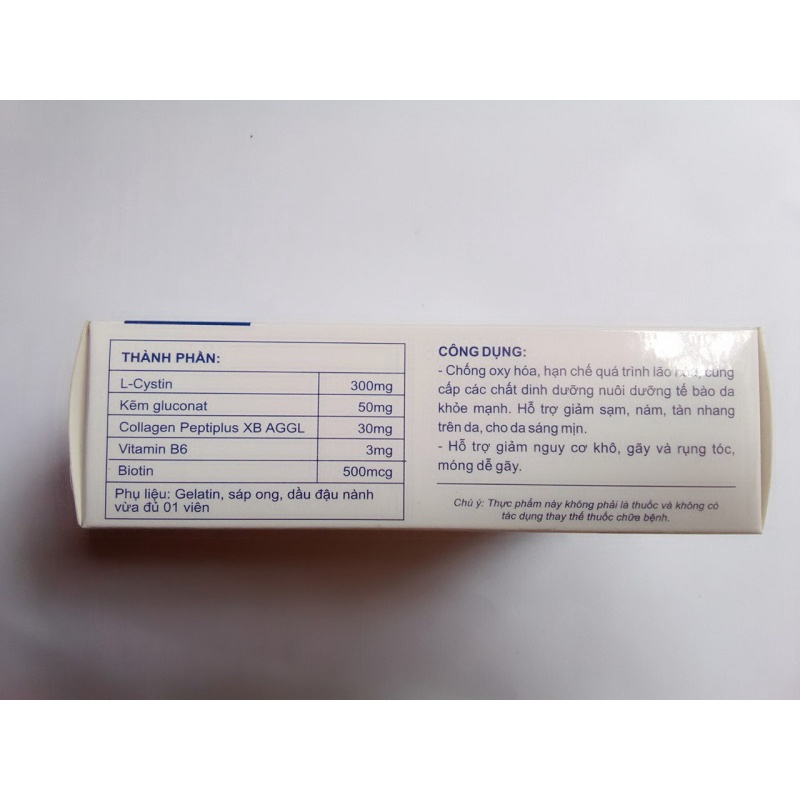 THÀNH PHẦN:
L-Cystin 300mg
Kẽm gluconat 50mg
Collagen Peptiplus XB AGGL 30mg
Vitamin B6 3mg
Biotin 500mcg
Phụ liệu: Gelatin, sáp ong, dầu đậu nành
vừa đủ 01 viên
CÔNG DỤNG:
- Chống oxy hóa, hạn chế quá trình lão hóa, cung
cấp các chất dinh dưỡng nuôi dưỡng tế bào da
khỏe mạnh. Hỗ trợ giảm sạm, nám, tàn nhang
trên da, cho da sáng mịn.
- Hỗ trợ giảm nguy cơ khô, gãy và rụng tóc,
móng dễ gãy.
Chú ý: Thực phẩm này không phải là thuốc và không có
tác dụng thay thế thuốc chữa bệnh.